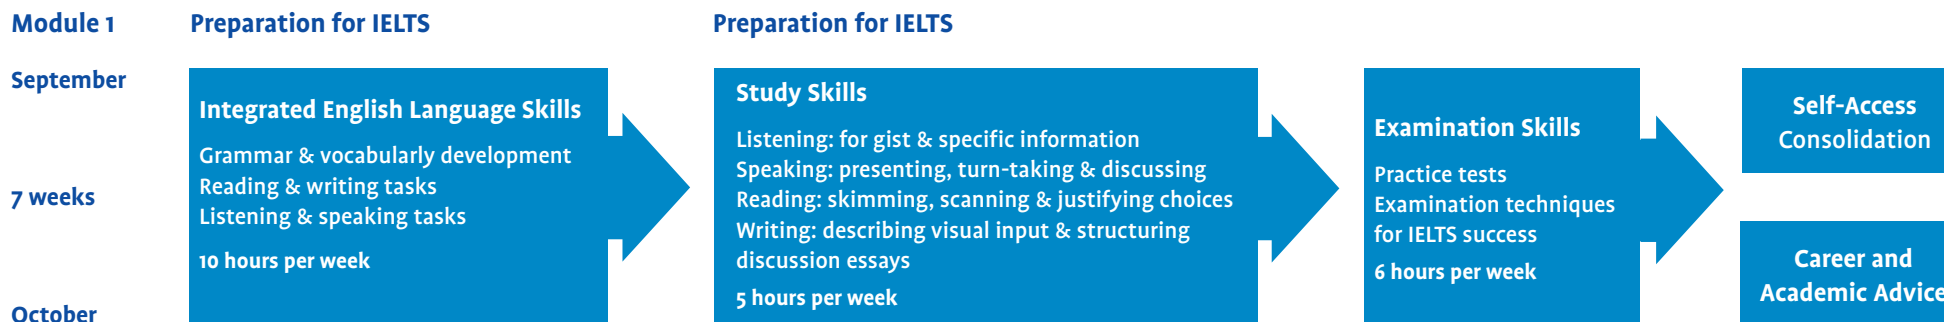 Module 1
Preparation for IELTS
Preparation for IELTS
September
7 weeks
October
Integrated English Language Skills
Grammar & vocabularly development
Reading & writing tasks
Listening & speaking tasks
10 hours per week
Study Skills
Listening: for gist & specific information
Speaking: presenting, turn-taking & discussing
Reading: skimming, scanning & justifying choices
Writing: describing visual input & structuring
discussion essays
5 hours per week
Examination Skills
Practice tests
Examination techniques
for IELTS success
6 hours per week
Self-Access
Consolidation
Career and
Academic Advice